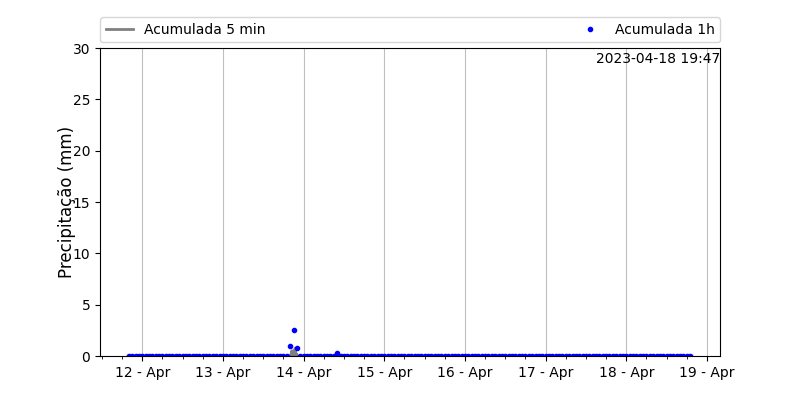 Acumulada 5 min
Acumulada 1h
2023-04-18 19:47
Precipitação (mm)
30
25
20
15
10
5
0
12 - Apr
13 - Apr
14 - Apr
15 - Apr
16 - Apr
17 - Apr
18 - Apr
19 - Apr